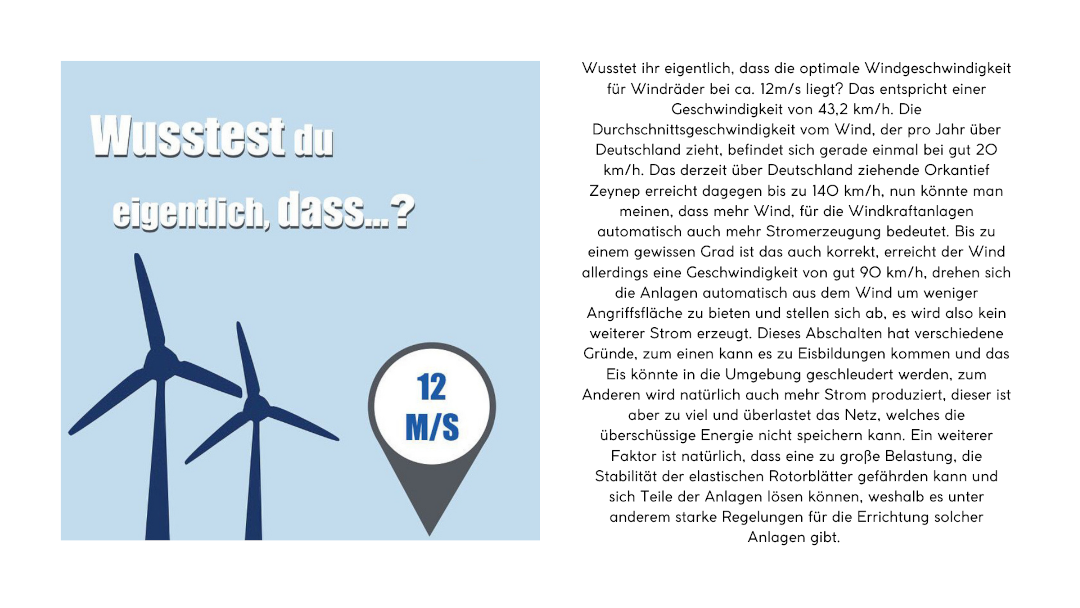 Wusstest du
eigentlich, dass...?
12
M/S
Wusstet ihr eigentlich, dass die optimale Windgeschwindigkeit
für Windräder bei ca. 12m/s liegt? Das entspricht einer
Geschwindigkeit von 43,2 km/h. Die
Durchschnittsgeschwindigkeit vom Wind, der pro Jahr über
Deutschland zieht, befindet sich gerade einmal bei gut 20
km/h. Das derzeit über Deutschland ziehende Orkantief
Zeynep erreicht dagegen bis zu 140 km/h, nun könnte man
meinen, dass mehr Wind, für die Windkraftanlagen
automatisch auch mehr Stromerzeugung bedeutet. Bis zu
einem gewissen Grad ist das auch korrekt, erreicht der Wind
allerdings eine Geschwindigkeit von gut 90 km/h, drehen sich
die Anlagen automatisch aus dem Wind um weniger
Angriffsfläche zu bieten und stellen sich ab, es wird also kein
weiterer Strom erzeugt. Dieses Abschalten hat verschiedene
Gründe, zum einen kann es zu Eisbildungen kommen und das
Eis könnte in die Umgebung geschleudert werden, zum
Anderen wird natürlich auch mehr Strom produziert, dieser ist
aber zu viel und überlastet das Netz, welches die
überschüssige Energie nicht speichern kann. Ein weiterer
Faktor ist natürlich, dass eine zu große Belastung, die
Stabilität der elastischen Rotorblätter gefährden kann und
sich Teile der Anlagen lösen können, weshalb es unter
anderem starke Regelungen für die Errichtung solcher
Anlagen gibt.